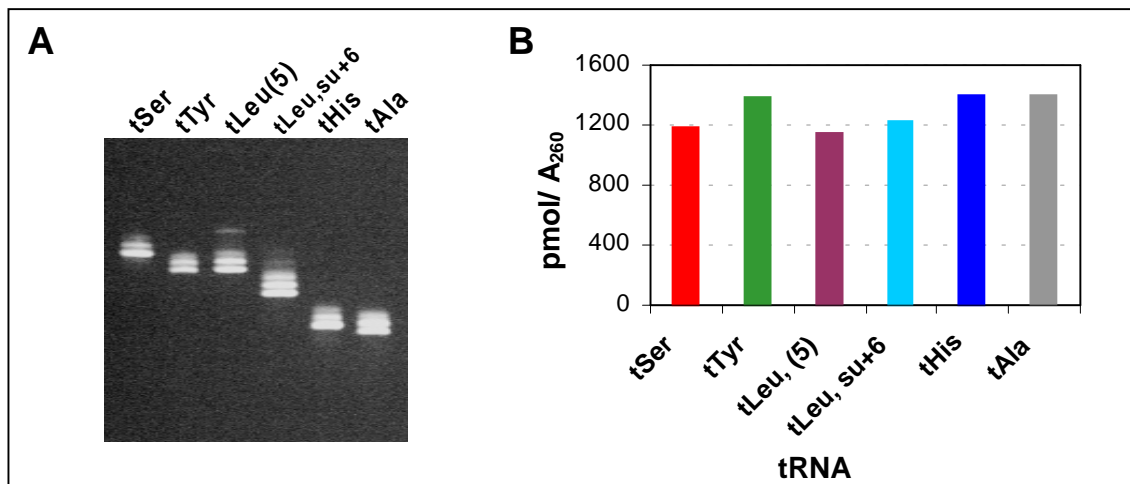 A
tSer
tTyr
tLeu(5)
tLeu,su+6
tHis
tAla
B
pmol/ A260
1600
1200
800
400
0
tSer
tTyr
tLeu, (5)
tLeu, su+6
tHis
tAla
tRNA